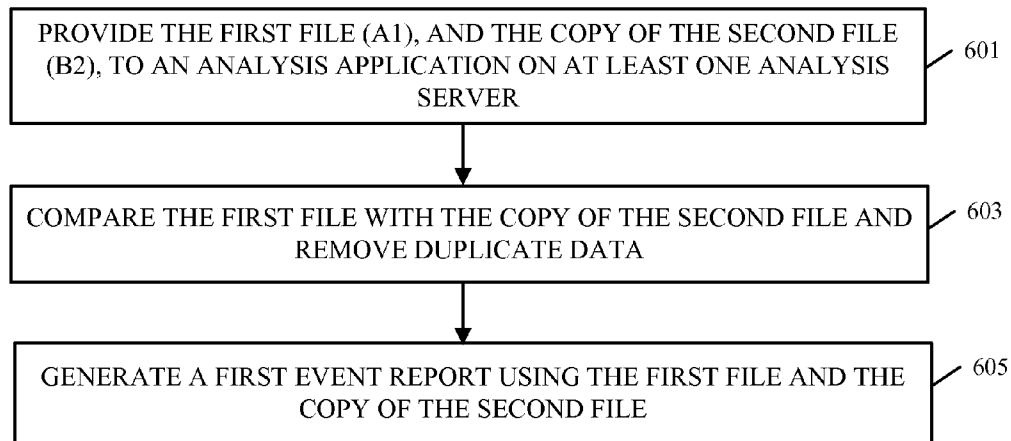 PROVIDE THE FIRST FILE (A1), AND THE COPY OF THE SECOND FILE
(B2), TO AN ANALYSIS APPLICATION ON AT LEAST ONE ANALYSIS
SERVER
601
COMPARE THE FIRST FILE WITH THE COPY OF THE SECOND FILE AND
REMOVE DUPLICATE DATA
603
GENERATE A FIRST EVENT REPORT USING THE FIRST FILE AND THE
COPY OF THE SECOND FILE
605